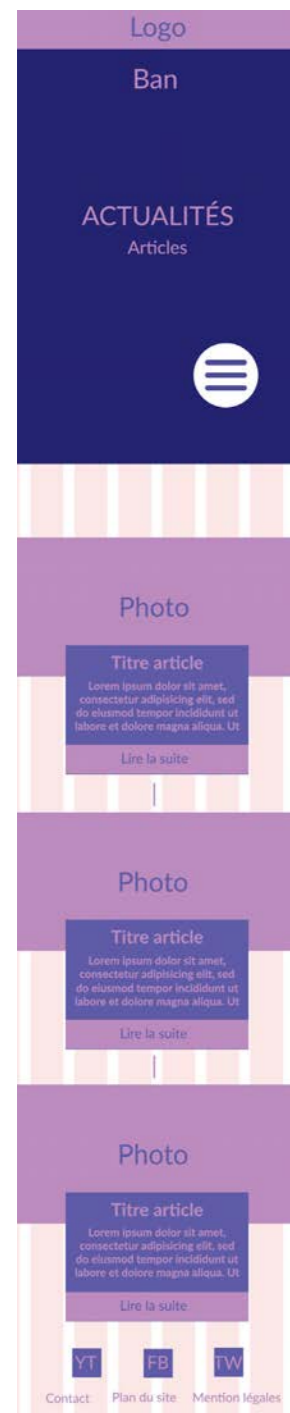 Logo
Ban
ACTUALITÉS
Articles
Photo
Titre article
Lorem ipsum dolor sit amet,
consectetur adipisicing elit, sed
do eiusmod tempor incididunt ut
labore et dolore magna aliqua. Ut
Lire la suite
Photo
Titre article
Lorem ipsum dolor sit amet,
consectetur adipisicing elit, sed
do eiusmod tempor incididunt ut
labore et dolore magna aliqua. Ut
Lire la suite
Photo
Titre article
Lorem ipsum dolor sit amet,
consectetur adipisicing elit, sed
do eiusmod tempor incididunt ut
labore et dolore magna aliqua. Ut
Lire la suite
YT FB TW
Contact Plan du site Mention légales